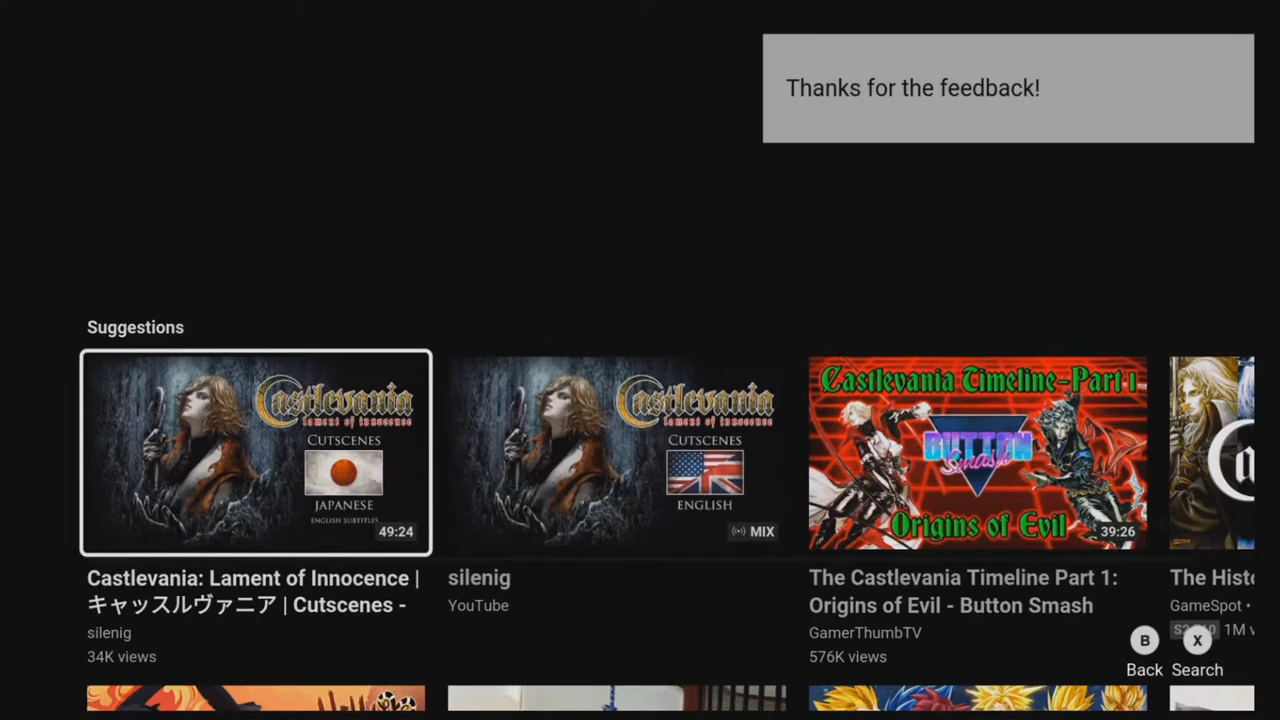 Thanks for the feedback!
Suggestions
Castlevania
lament of innocence
CUTSCENES
JAPANESE
ENGLISH SUBTITLES
49:24
Castlevania
lament of innocence
CUTSCENES
ENGLISH
MIX
Castlevania Timeline-Part 1
BUTTON
Smash
Origins of Evil
39:26
Castlevania: Lament of Innocence |
キャッスルヴァニア | Cutscenes -
silenig
34K views
silenig
YouTube
The Castlevania Timeline Part 1:
Origins of Evil - Button Smash
GamerThumbTV
576K views
The Histo
GameSpot •
1M v
B
X
Back
Search